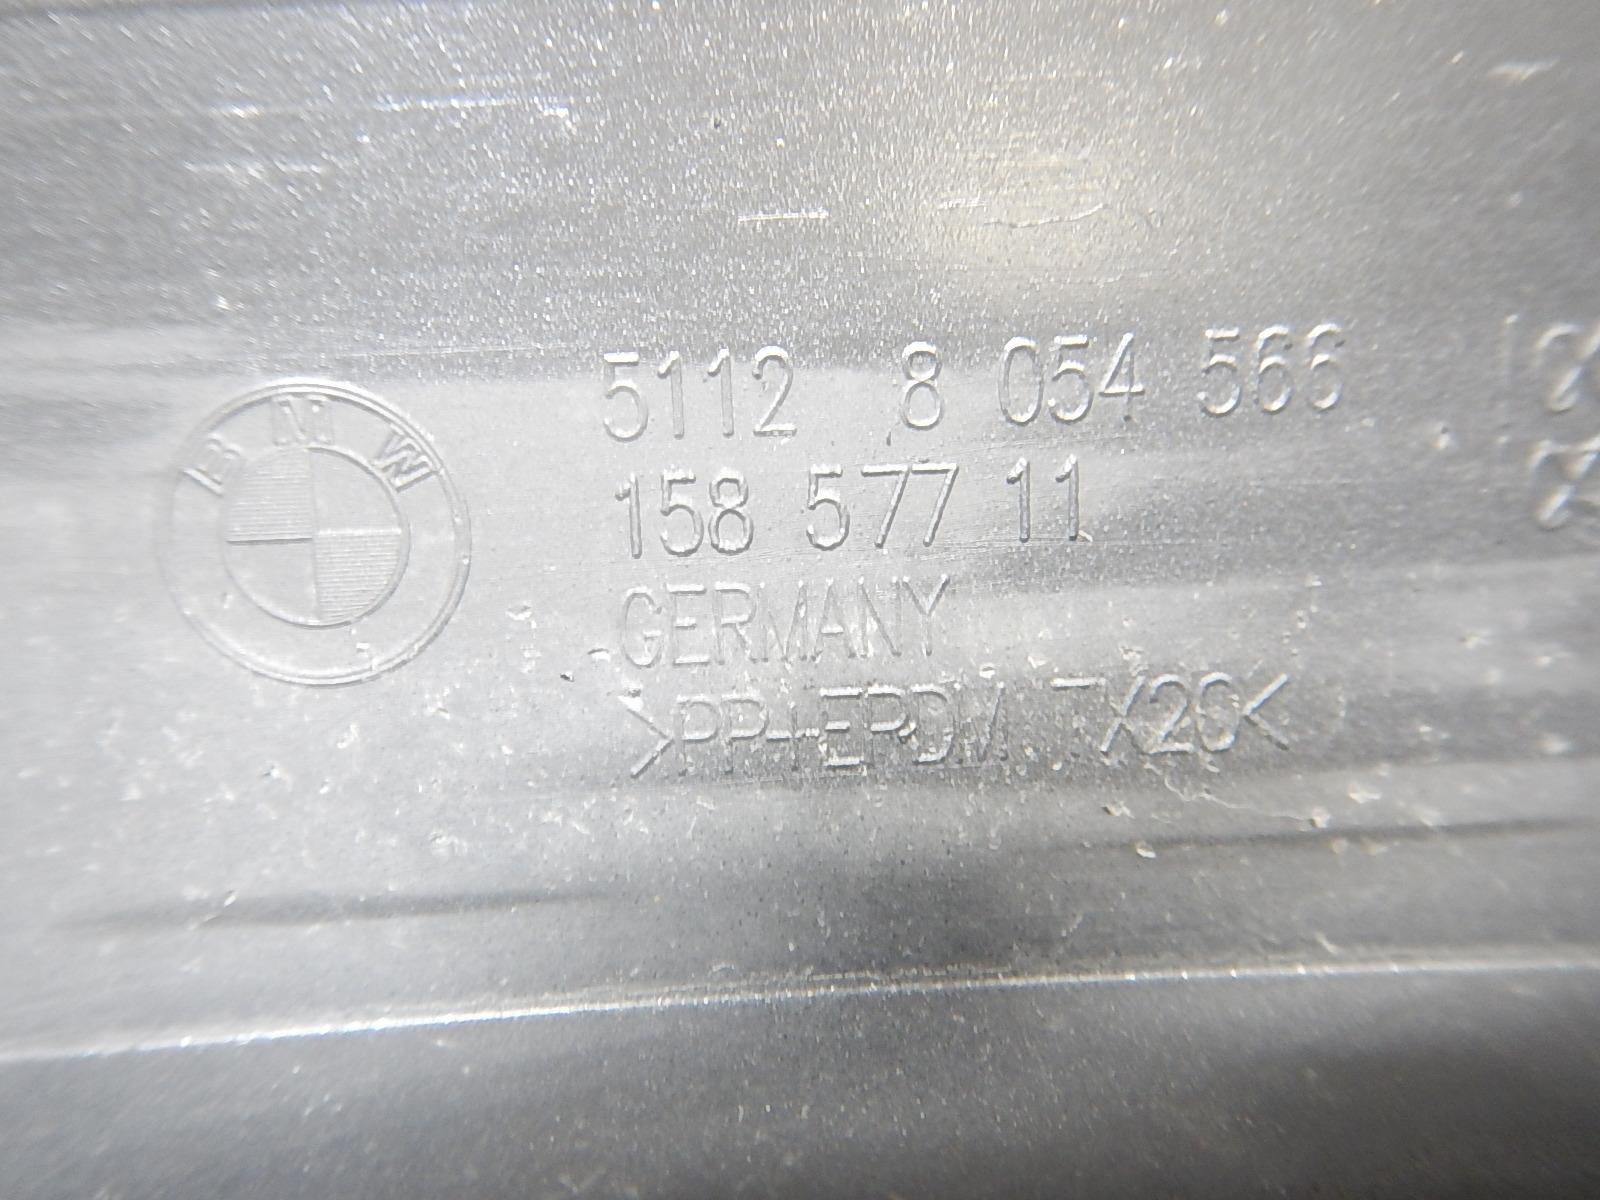 BMW
5112 8 054 566
158 577 11
GERMANY
>PP+EPDM TX20<